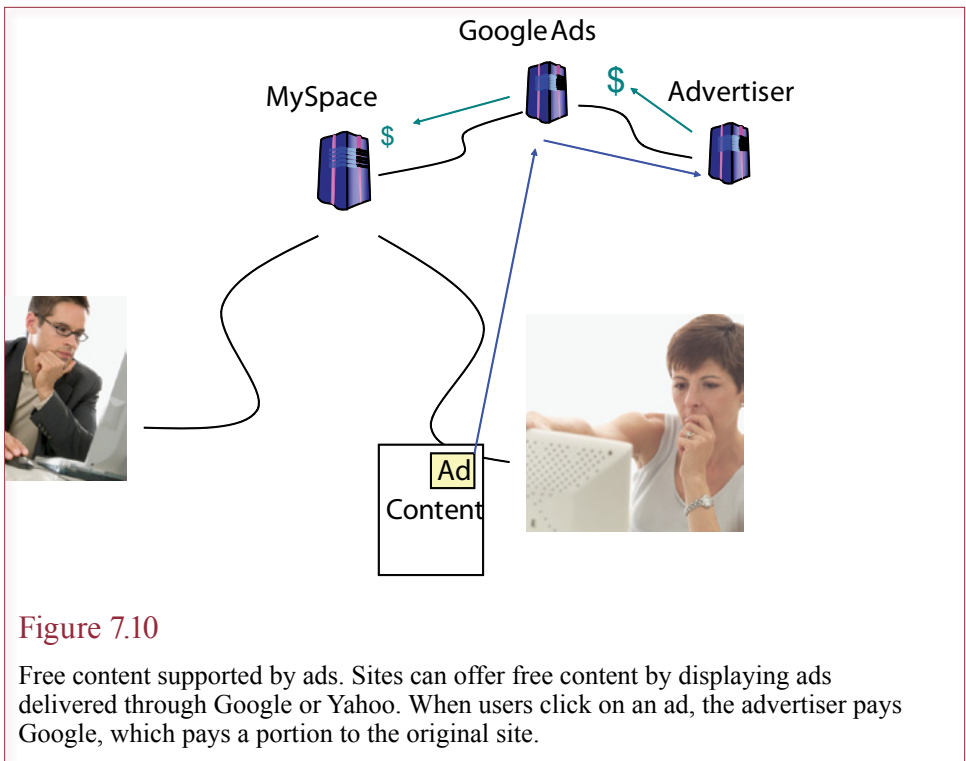 Google Ads
$
MySpace
Advertiser
$
Ad
Content
Figure 7.10
Free content supported by ads. Sites can offer free content by displaying ads
delivered through Google or Yahoo. When users click on an ad, the advertiser pays
Google, which pays a portion to the original site.